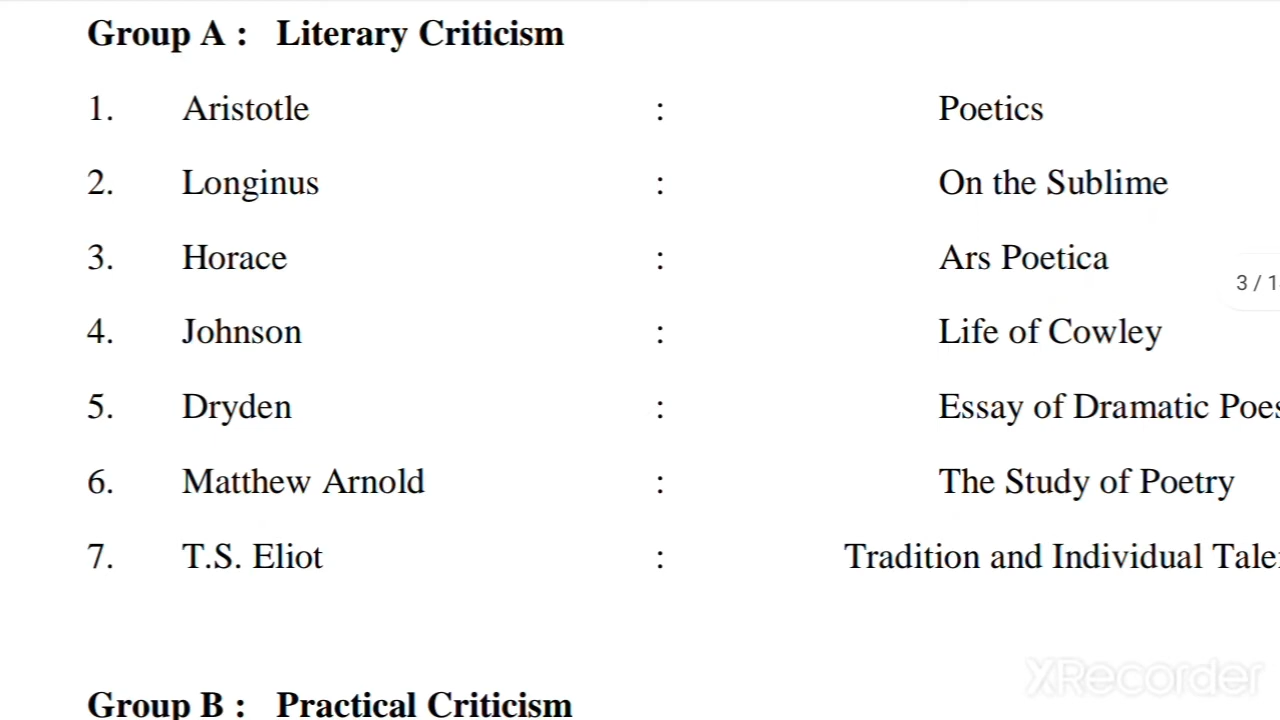 Group A : Literary Criticism
1. Aristotle : Poetics
2. Longinus : On the Sublime
3. Horace : Ars Poetica
3 / 1
4. Johnson : Life of Cowley
5. Dryden : Essay of Dramatic
6. Matthew Arnold : The Study of Poetry
7. T.S. Eliot : Tradition and Individual
Group B : Practical Criticism
XRecorder